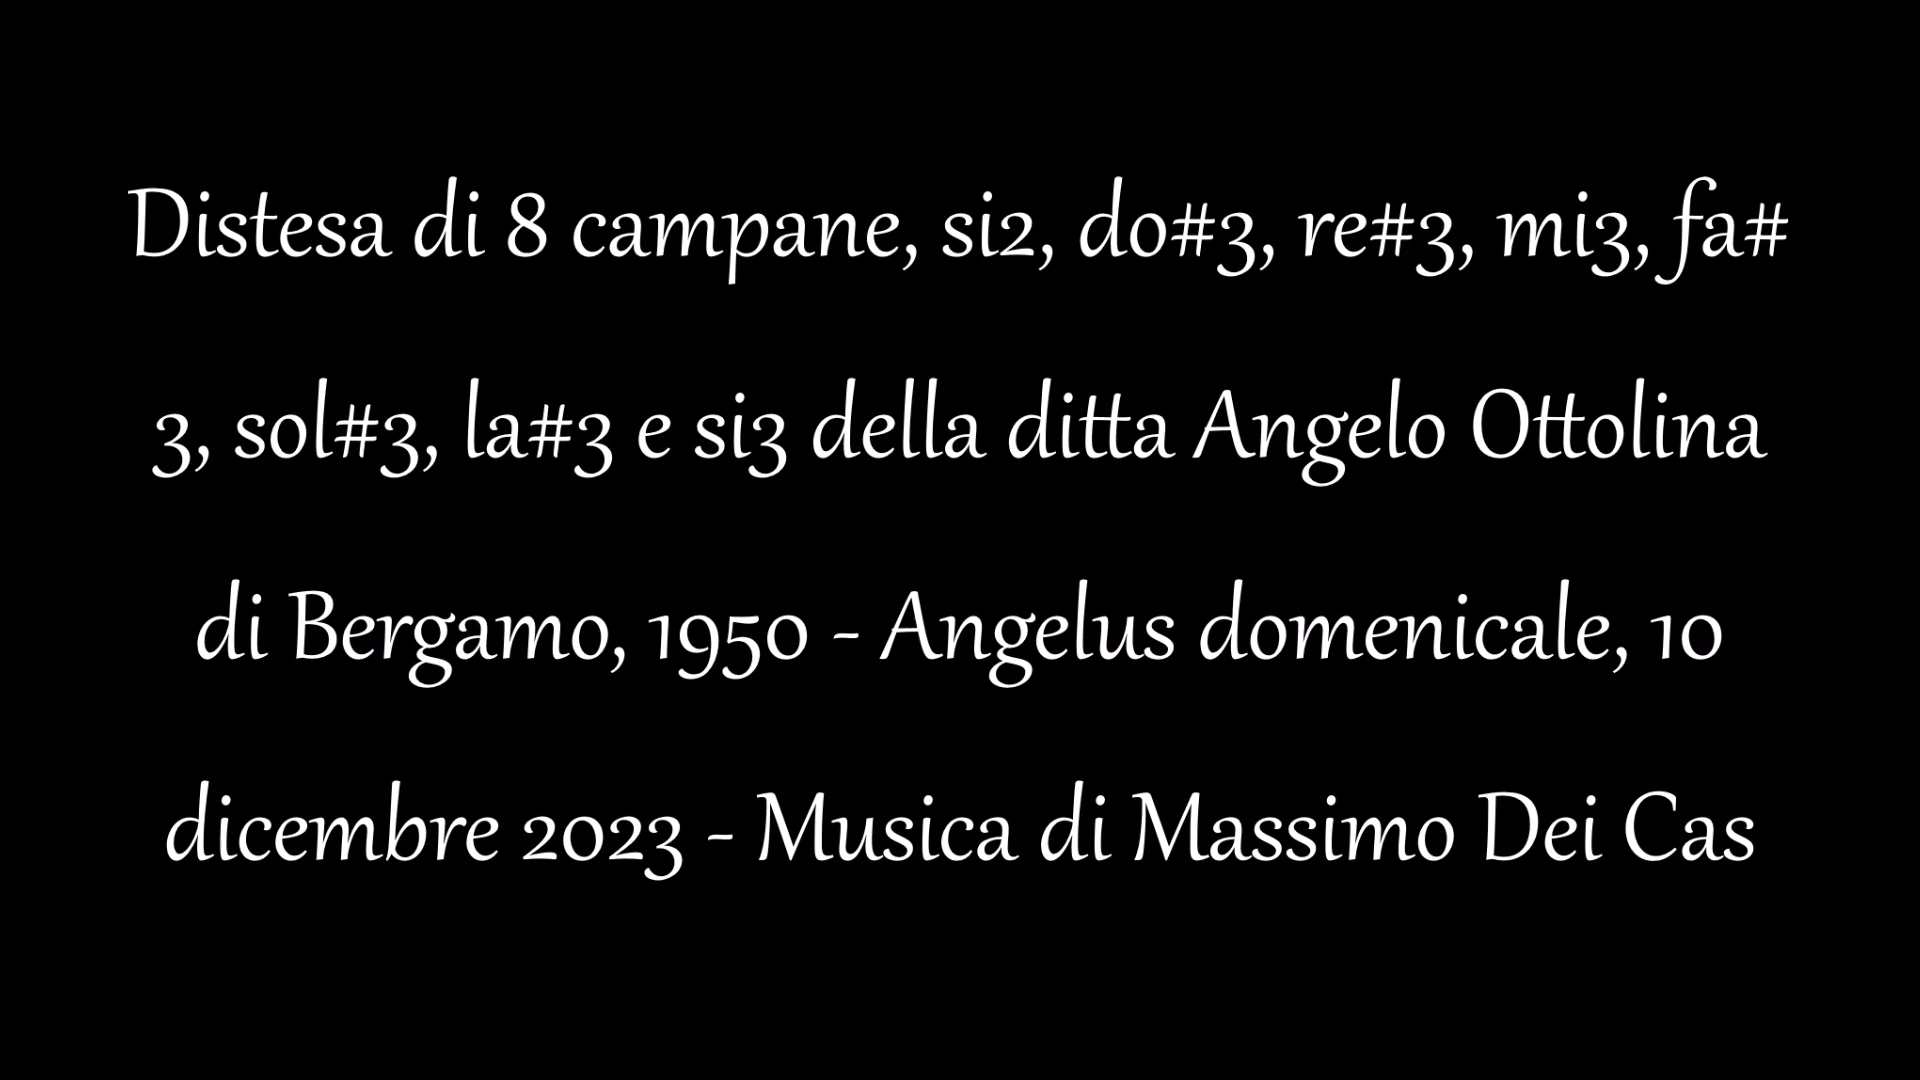 Distesa di 8 campane, si2, do#3, re#3, mi3, fa#
3, sol#3, la#3 e si3 della ditta Angelo Ottolina
di Bergamo, 1950 - Angelus domenicale, 10
dicembre 2023 - Musica di Massimo Dei Cas